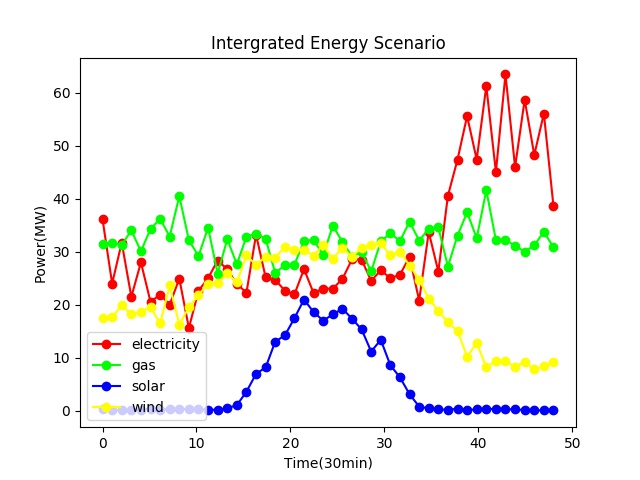 Intergrated Energy Scenario
Power(MW)
60
50
40
30
20
10
0
electricity
gas
solar
wind
0 10 20 30 40 50
Time(30min)